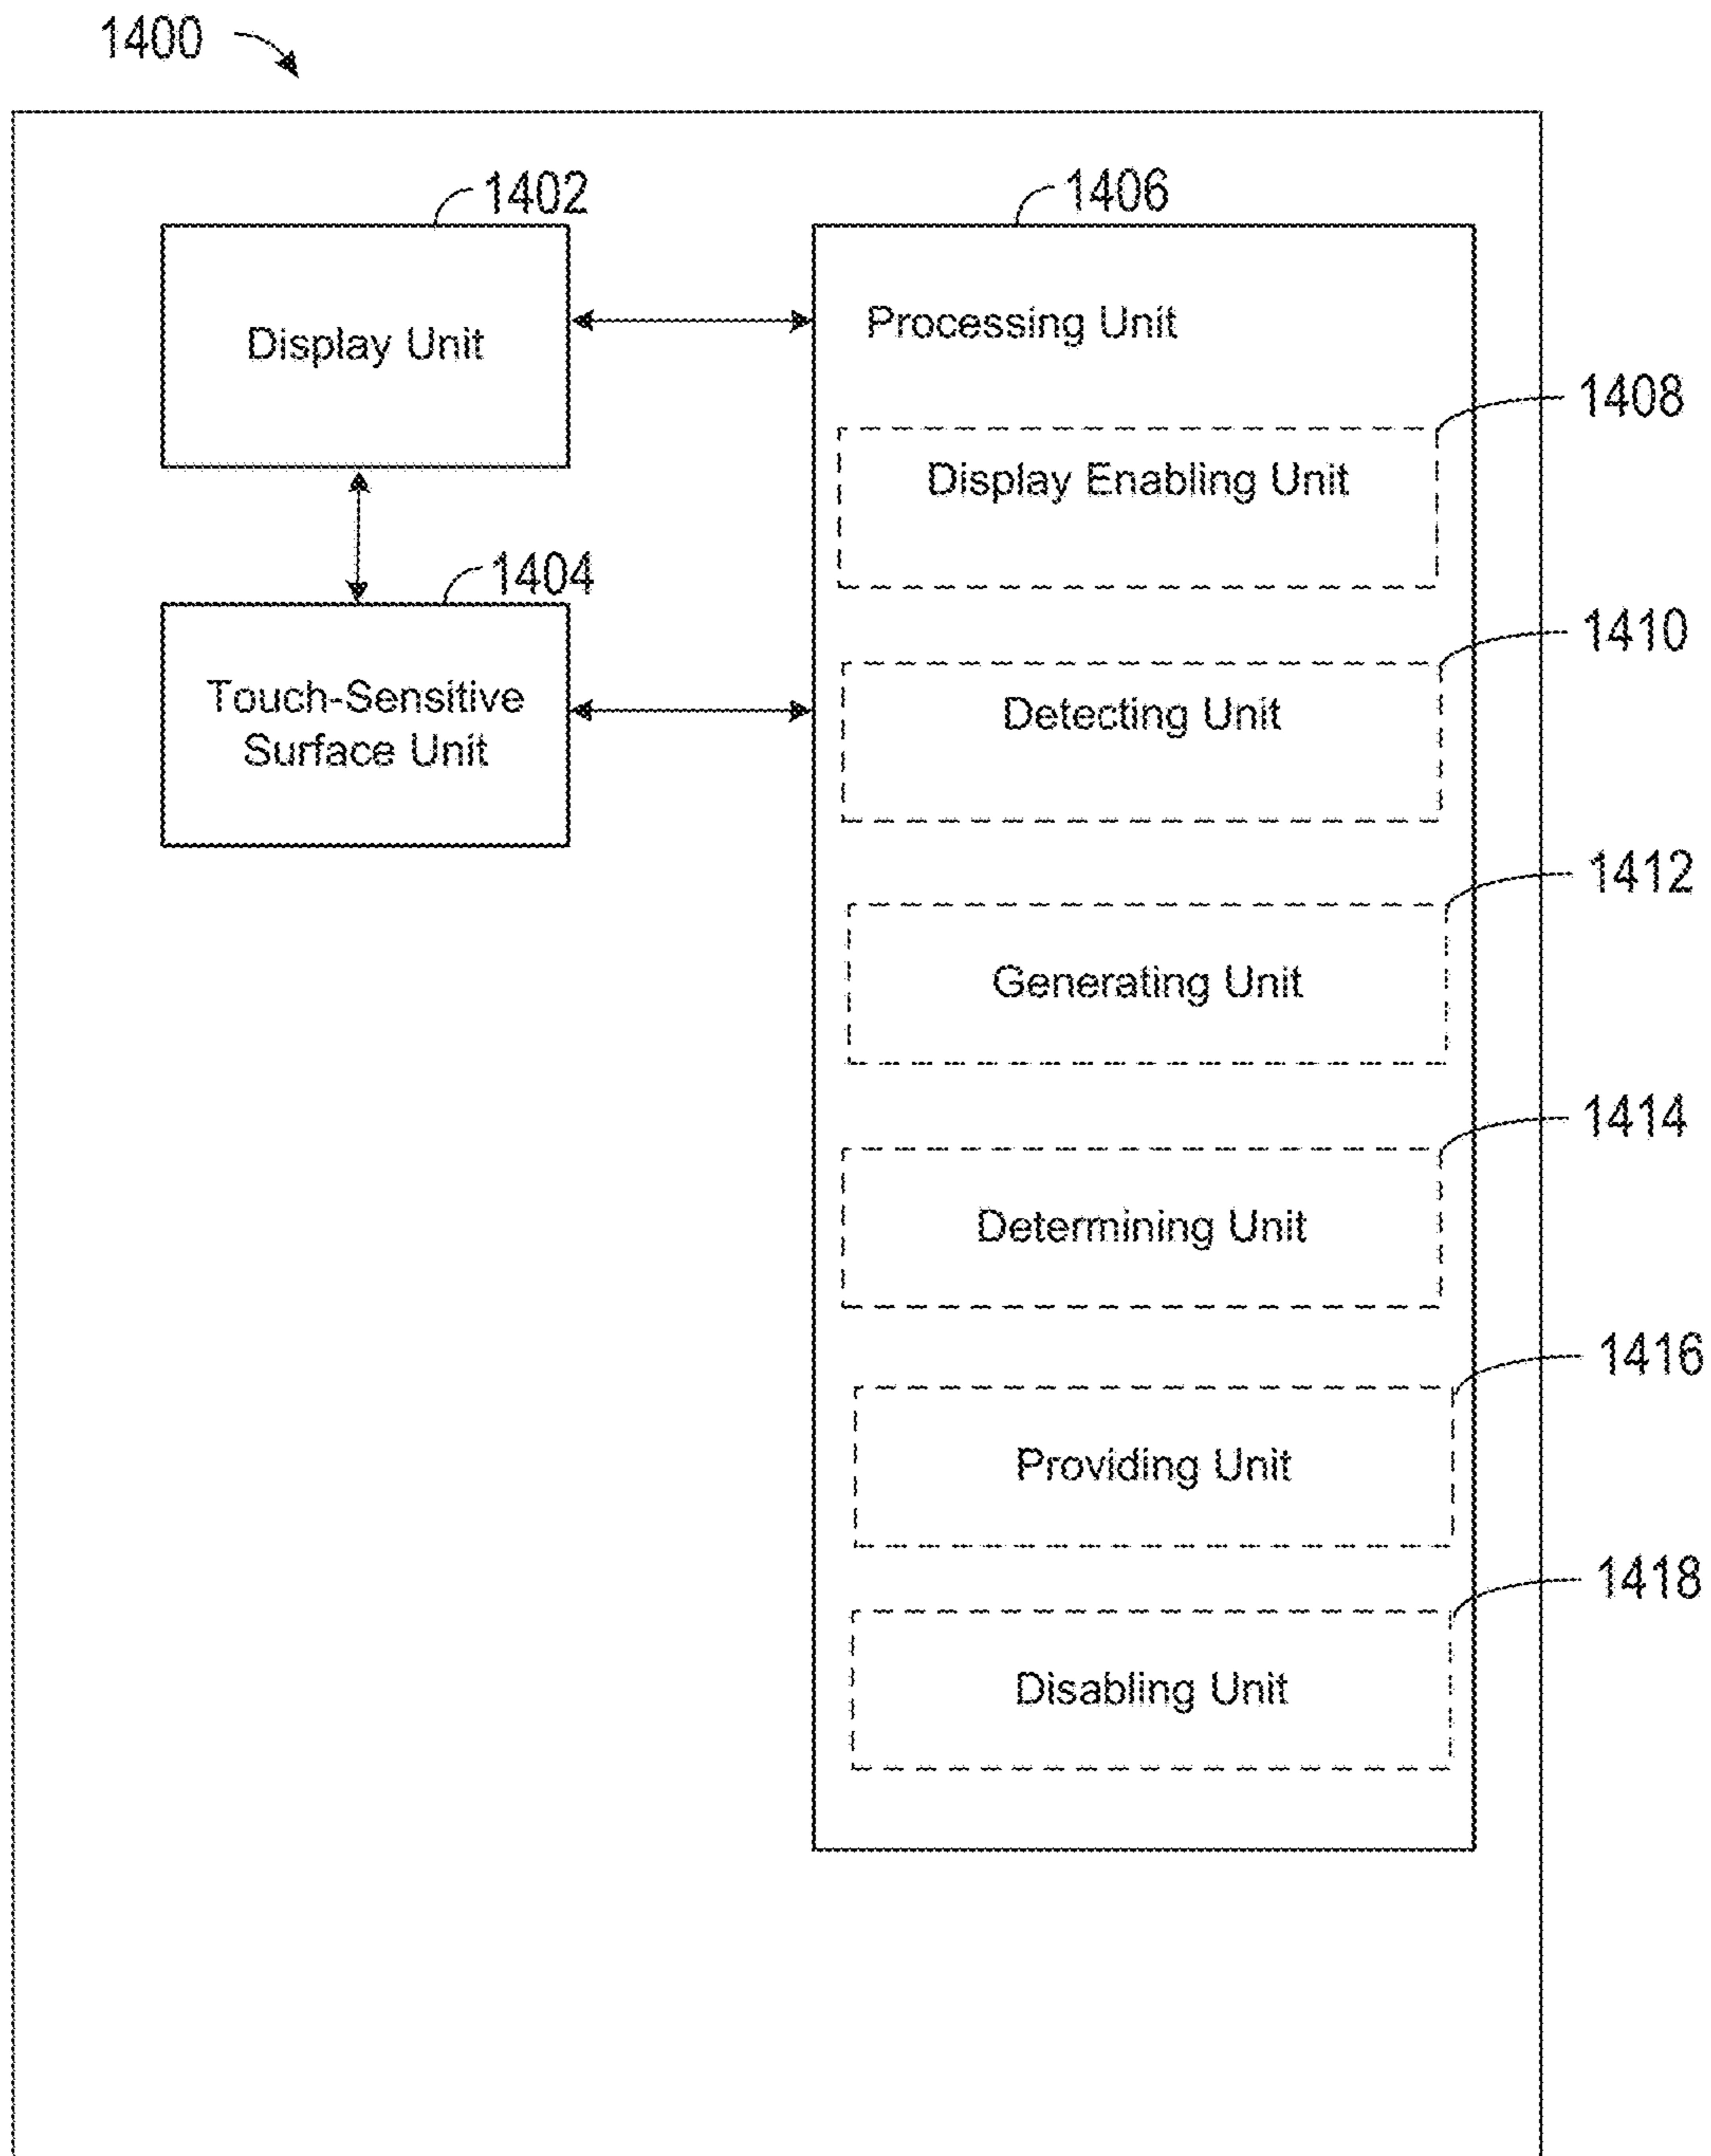 1400
1402
1406
Display Unit
Processing Unit
1408
Display Enabling Unit
1404
1410
Touch-Sensitive
Surface Unit
Detecting Unit
1412
Generating Unit
1414
Determining Unit
1416
Providing Unit
1418
Disabling Unit